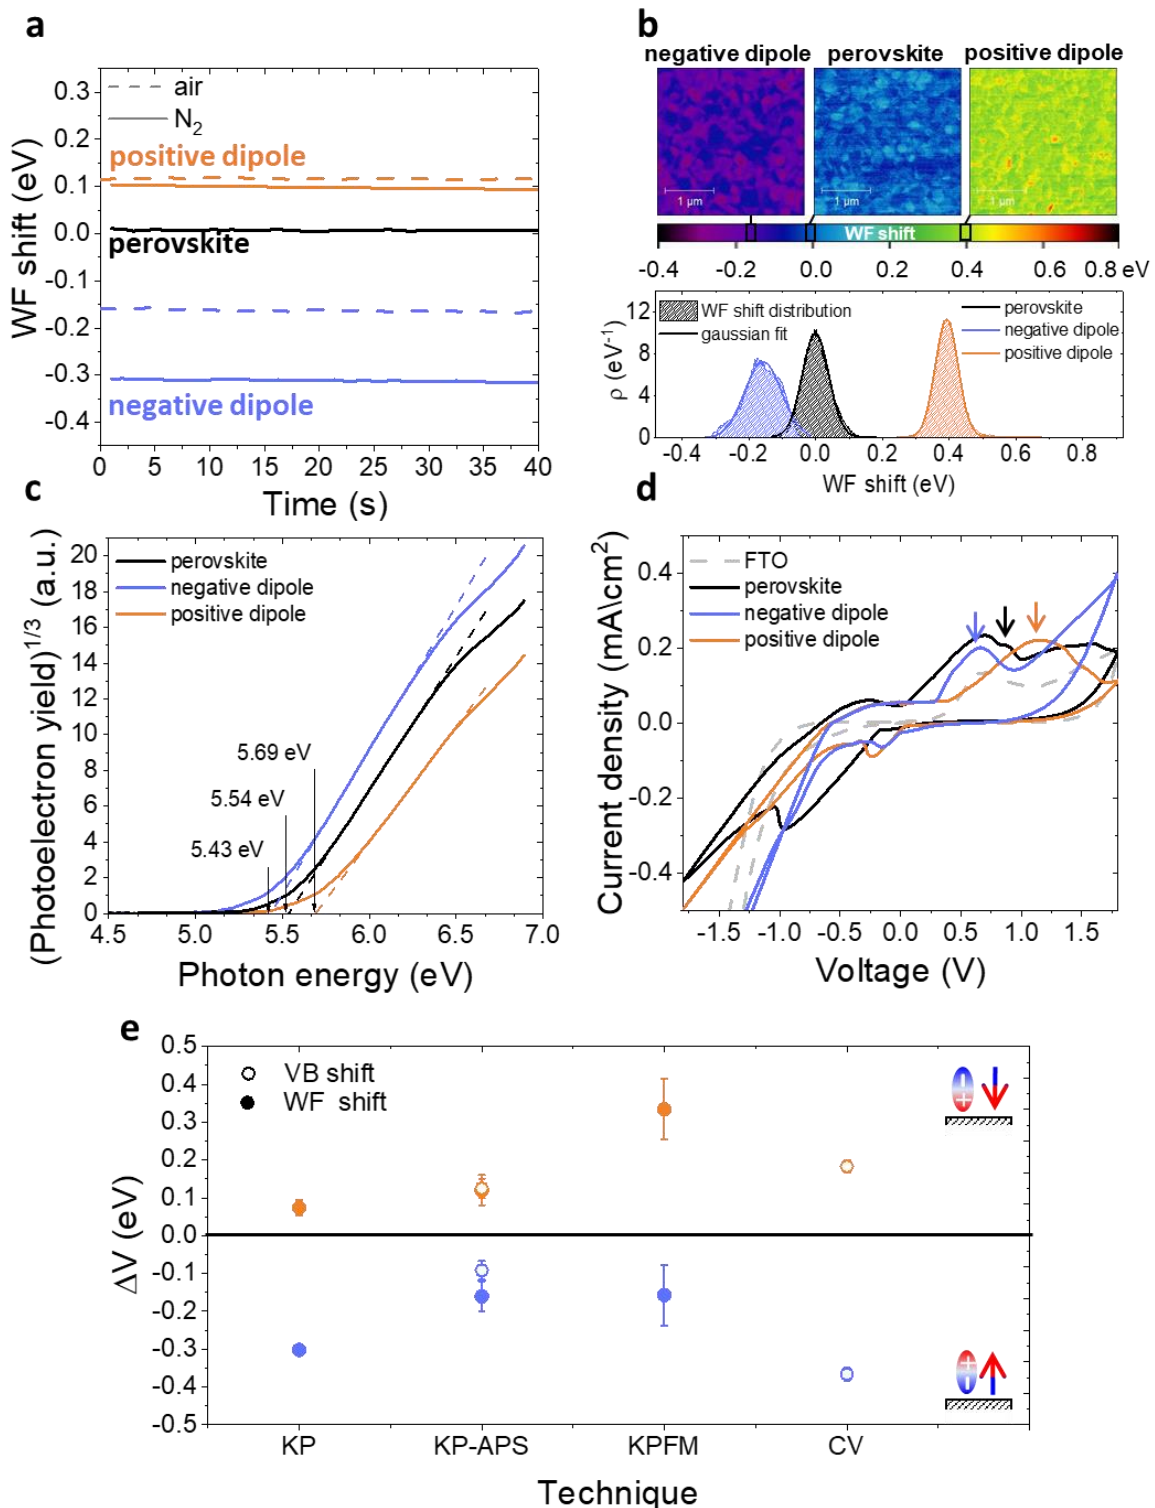 a
WF shift (eV)
0.3
0.2
0.1
0.0
-0.1
-0.2
-0.3
-0.4
air
N2
positive dipole
perovskite
negative dipole
0 5 10 15 20 25 30 35 40
Time (s)
b
negative dipole perovskite positive dipole
1 µm 1 µm 1 µm
WF shift
-0.4 -0.2 0.0 0.2 0.4 0.6 0.8 eV
ρ (eV-1)
12
8
4
0
WF shift distribution
gaussian fit
perovskite
negative dipole
positive dipole
-0.4 -0.2 0.0 0.2 0.4 0.6 0.8
WF shift (eV)
c
(Photoelectron yield)1/3 (a.u.)
20
18
16
14
12
10
8
6
4
2
0
perovskite
negative dipole
positive dipole
5.69 eV
5.54 eV
5.43 eV
4.5 5.0 5.5 6.0 6.5 7.0
Photon energy (eV)
d
Current density (mA\cm2)
0.4
0.2
0.0
-0.2
-0.4
FTO
perovskite
negative dipole
positive dipole
-1.5 -1.0 -0.5 0.0 0.5 1.0 1.5
Voltage (V)
e
ΔV (eV)
0.5
0.4
0.3
0.2
0.1
0.0
-0.1
-0.2
-0.3
-0.4
-0.5
VB shift
WF shift
KP KP-APS KPFM CV
Technique